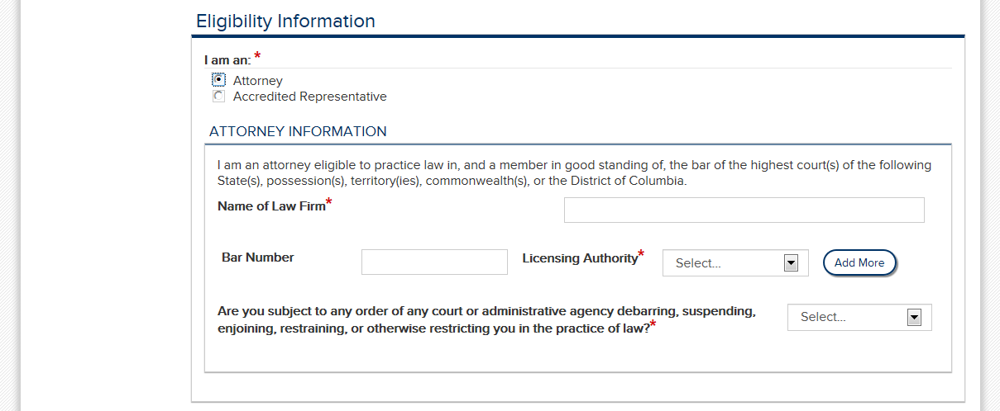 Eligibility Information
I am an: *
Attorney
Accredited Representative
ATTORNEY INFORMATION
I am an attorney eligible to practice law in, and a member in good standing of, the bar of the highest court(s) of the following
State(s), possession(s), territory(ies), commonwealth(s), or the District of Columbia.
Name of Law Firm*
Bar Number Licensing Authority* Select... Add More
Are you subject to any order of any court or administrative agency debarring, suspending, Select...
enjoining, restraining, or otherwise restricting you in the practice of law?*